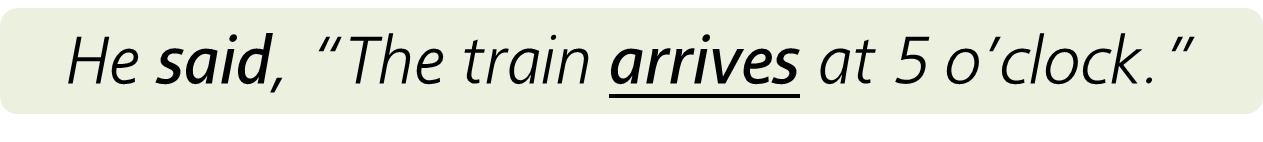 He said, “The train arrives at 5 o’clock.”